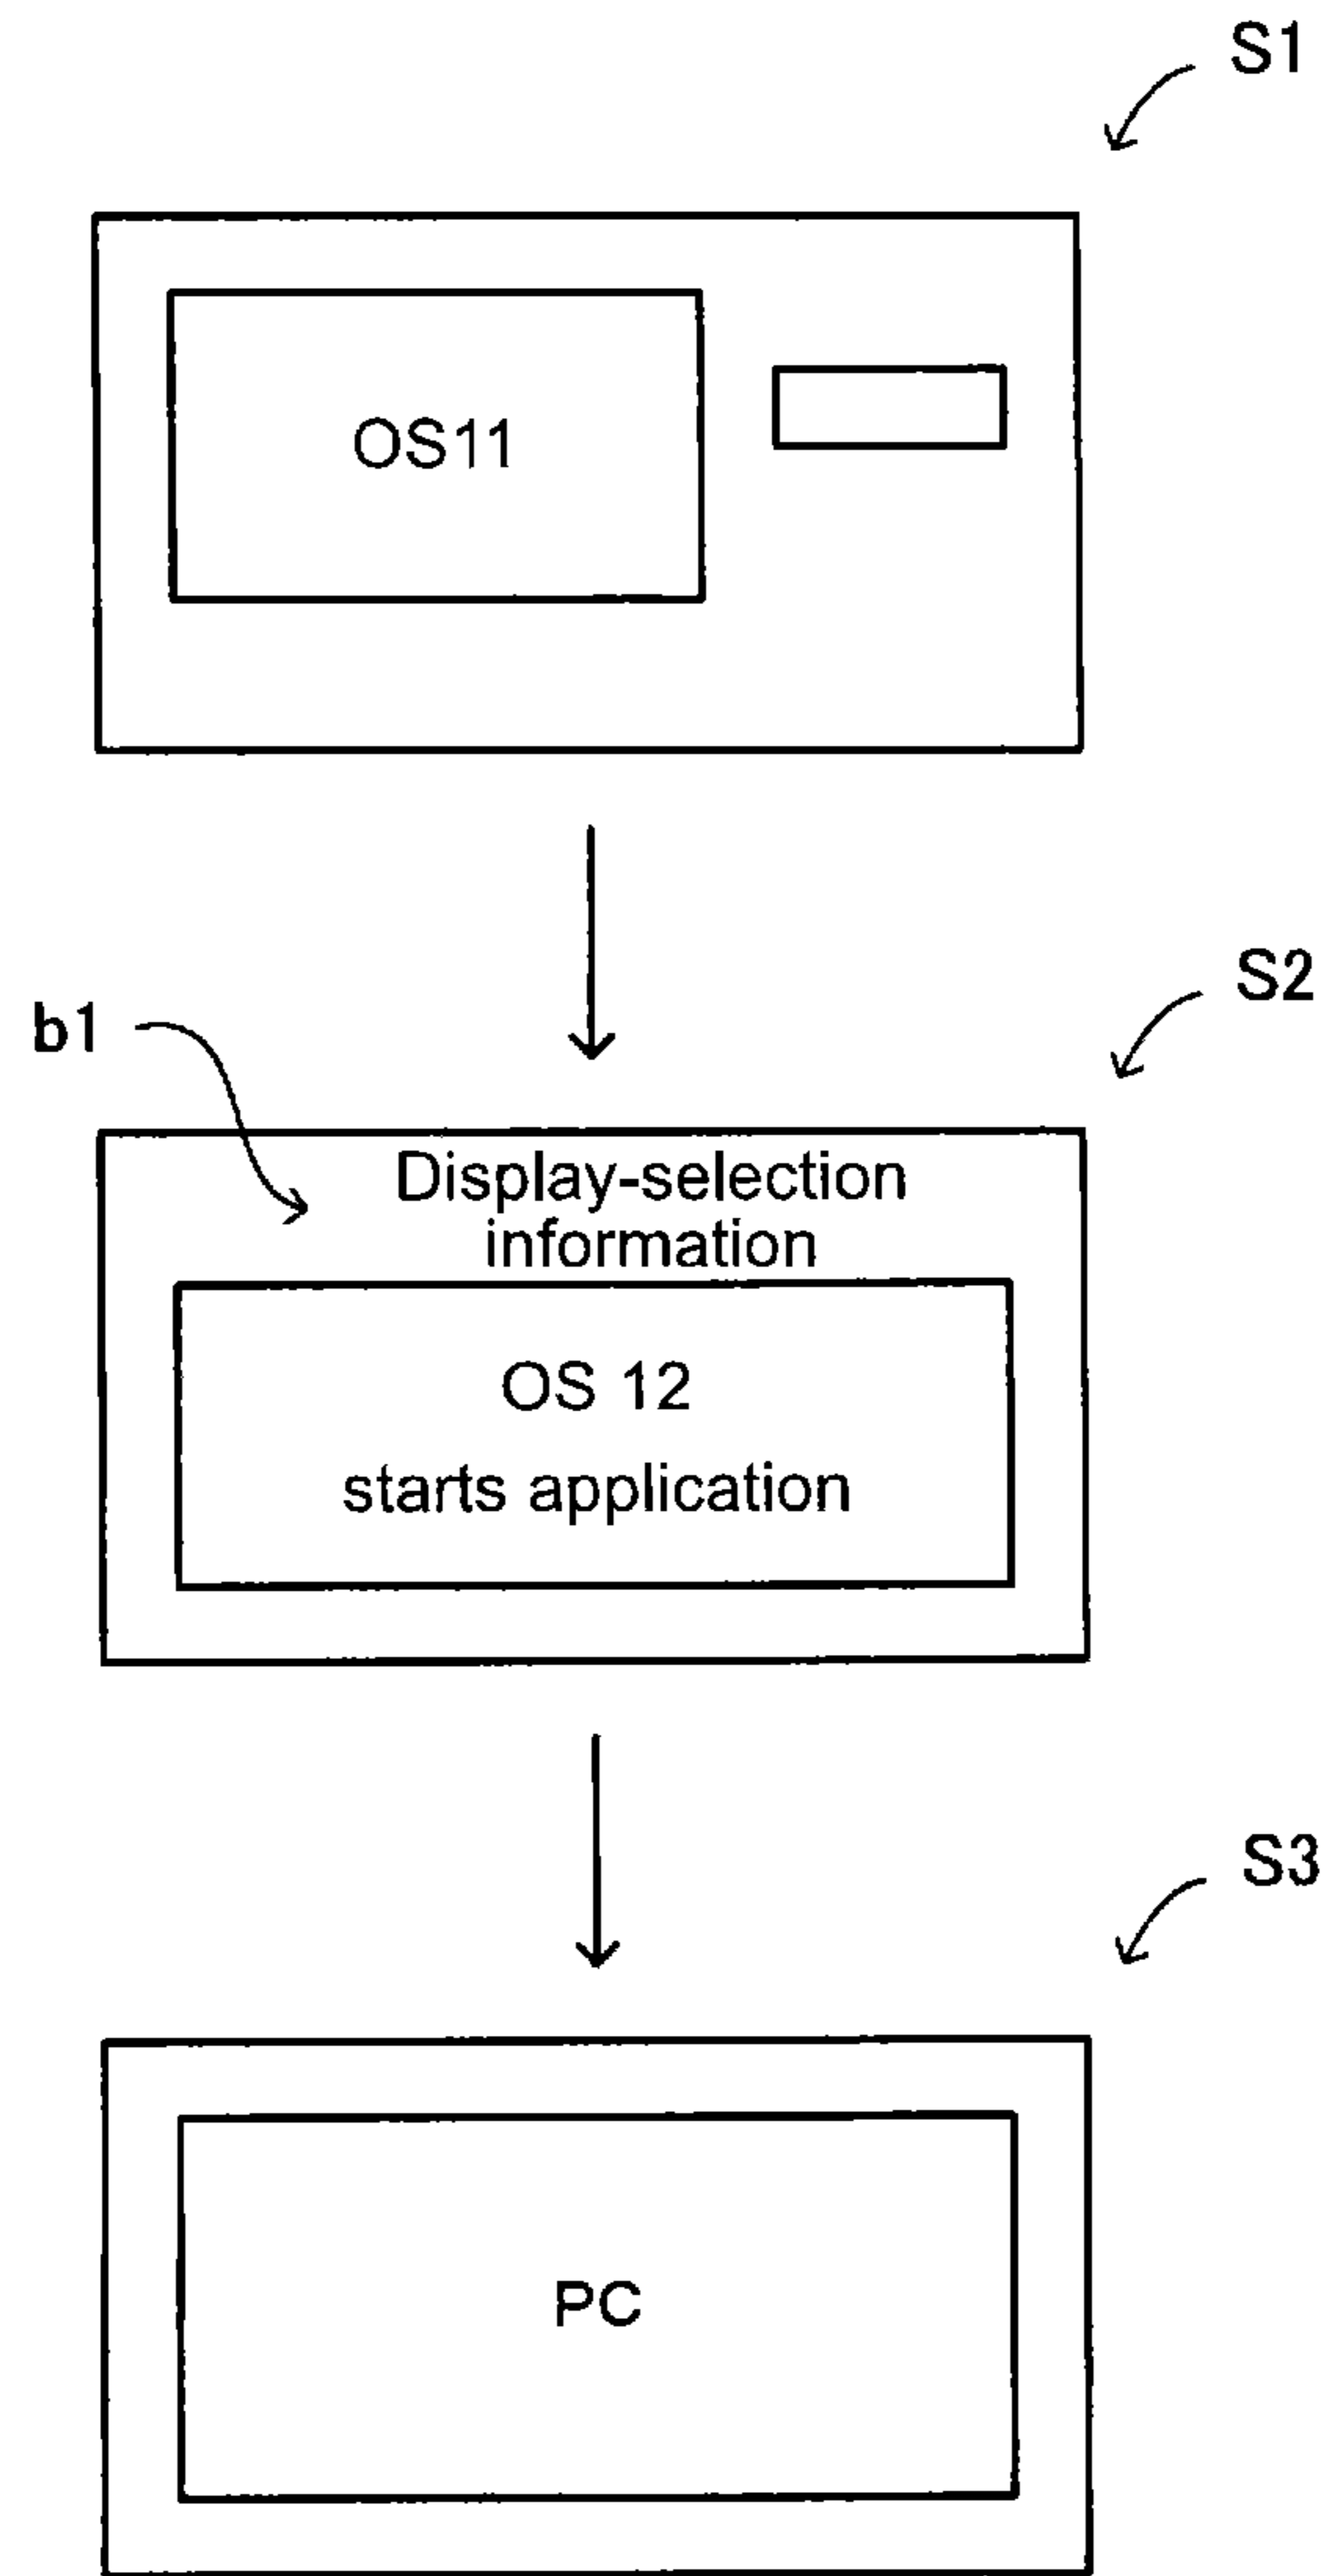 S1
OS11
S2
b1
Display-selection
information
OS 12
starts application
S3
PC